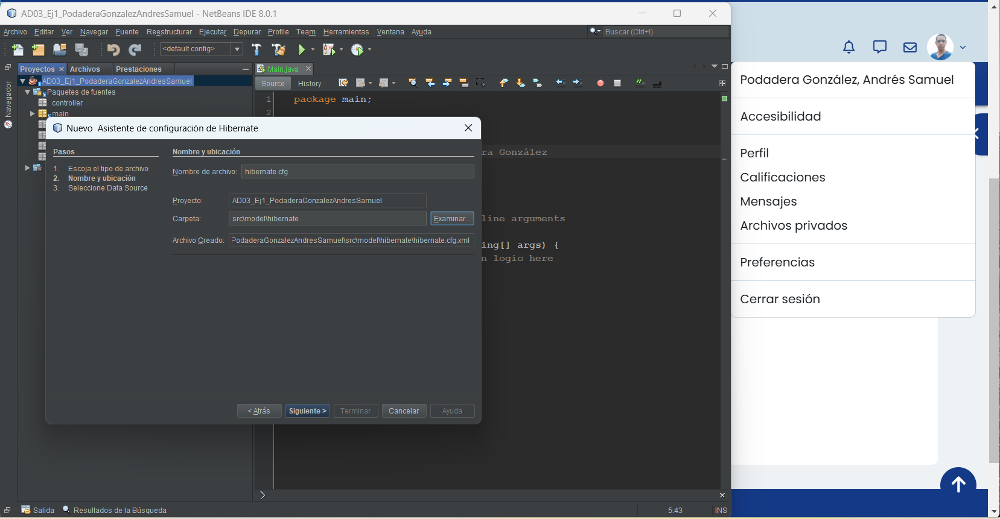 AD03_Ej1_PodaderaGonzalezAndresSamuel - NetBeans IDE 8.0.1
Archivo Editar Ver Navegar Fuente Reestructurar Ejecutar Depurar Profile Team Herramientas Ventana Ayuda
Buscar (Ctrl+I)
<default config>
Proyectos Archivos Prestaciones
Main.java
Navegador
AD03_Ej1_PodaderaGonzalezAndresSamuel
Paquetes de fuentes
controller
main
Source History
1 package main;
2
ra González
line arguments
ing[] args) {
n logic here
Nuevo Asistente de configuración de Hibernate
Pasos
1. Escoja el tipo de archivo
2. Nombre y ubicación
3. Seleccione Data Source
Nombre y ubicación
Nombre de archivo: hibernate.cfg
Proyecto: AD03_Ej1_PodaderaGonzalezAndresSamuel
Carpeta: src\model\hibernate Examinar...
Archivo Creado: PodaderaGonzalezAndresSamuel\src\model\hibernate\hibernate.cfg.xml
< Atrás Siguiente > Terminar Cancelar Ayuda
Salida Resultados de la Búsqueda
5:43 INS
Podadera González, Andrés Samuel
Accesibilidad
Perfil
Calificaciones
Mensajes
Archivos privados
Preferencias
Cerrar sesión